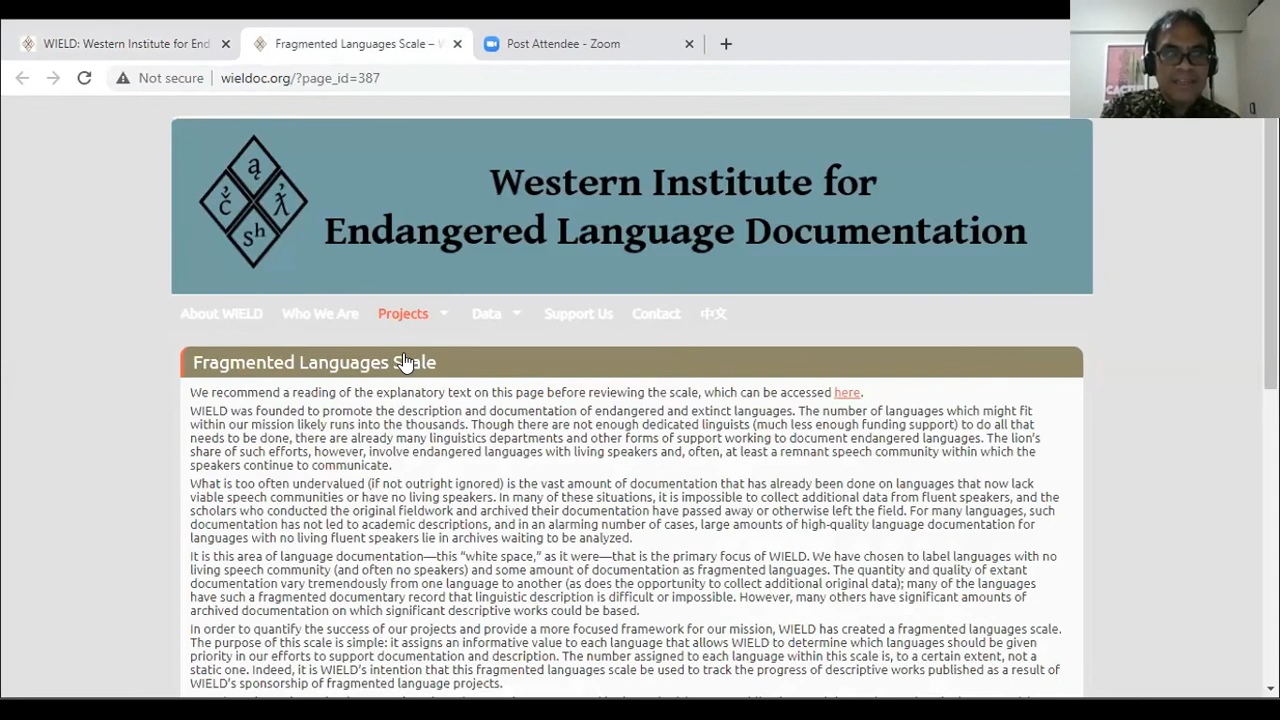 WIELD: Western Institute for End
Fragmented Languages Scale – W
Post Attendee - Zoom
Not secure
wieldoc.org/?page_id=387
ą
č
ƛ̓
Sʰ
Western Institute for
Endangered Language Documentation
About WIELD Who We Are Projects Data Support Us Contact 中文
Fragmented Languages Scale
We recommend a reading of the explanatory text on this page before reviewing the scale, which can be accessed here.
WIELD was founded to promote the description and documentation of endangered and extinct languages. The number of languages which might fit
within our mission likely runs into the thousands. Though there are not enough dedicated linguists (much less enough funding support) to do all that
needs to be done, there are already many linguistics departments and other forms of support working to document endangered languages. The lion's
share of such efforts, however, involve endangered languages with living speakers and, often, at least a remnant speech community within which the
speakers continue to communicate.
What is too often undervalued (if not outright ignored) is the vast amount of documentation that has already been done on languages that now lack
viable speech communities or have no living speakers. In many of these situations, it is impossible to collect additional data from fluent speakers, and the
scholars who conducted the original fieldwork and archived their documentation have passed away or otherwise left the field. For many languages, such
documentation has not led to academic descriptions, and in an alarming number of cases, large amounts of high-quality language documentation for
languages with no living fluent speakers lie in archives waiting to be analyzed.
It is this area of language documentation—this “white space,” as it were—that is the primary focus of WIELD. We have chosen to label languages with no
living speech community (and often no speakers) and some amount of documentation as fragmented languages. The quantity and quality of extant
documentation vary tremendously from one language to another (as does the opportunity to collect additional original data); many of the languages
have such a fragmented documentary record that linguistic description is difficult or impossible. However, many others have significant amounts of
archived documentation on which significant descriptive works could be based.
In order to quantify the success of our projects and provide a more focused framework for our mission, WIELD has created a fragmented languages scale.
The purpose of this scale is simple: it assigns an informative value to each language that allows WIELD to determine which languages should be given
priority in our efforts to support documentation and description. The number assigned to each language within this scale is, to a certain extent, not a
static one. Indeed, it is WIELD's intention that this fragmented languages scale be used to track the progress of descriptive works published as a result of
WIELD's sponsorship of fragmented language projects.